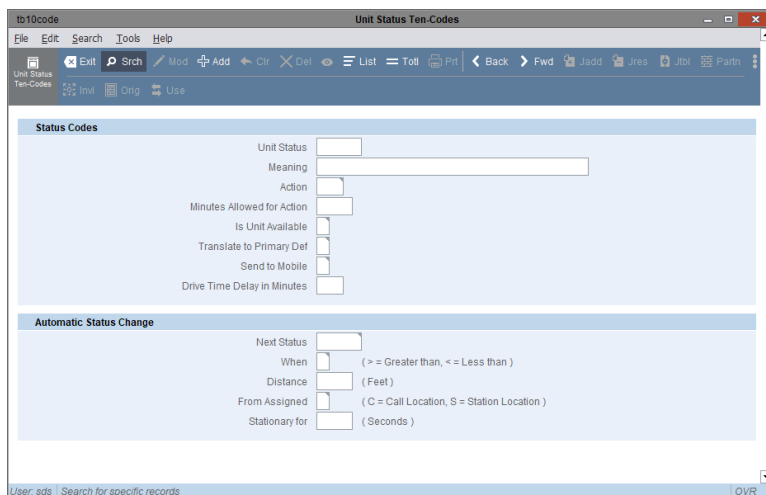 tb10code Unit Status Ten-Codes
File Edit Search Tools Help
Unit Status Ten-Codes
Exit Srch Mod Add Clr Del List Totl Prt Back Fwd Jadd Jres Jtbl Partn
Invl Orig Use
Status Codes
Unit Status
Meaning
Action
Minutes Allowed for Action
Is Unit Available
Translate to Primary Def
Send to Mobile
Drive Time Delay in Minutes
Automatic Status Change
Next Status
When ( > = Greater than, < = Less than )
Distance ( Feet )
From Assigned ( C = Call Location, S = Station Location )
Stationary for ( Seconds )
User: sds Search for specific records OVR